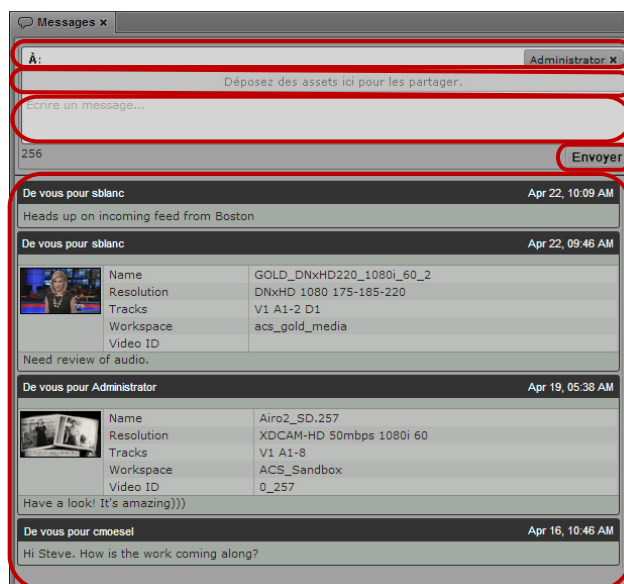 Messages ×
À: Administrator ×
Déposez des assets ici pour les partager.
Écrire un message...
256 Envoyer
De vous pour sblanc Apr 22, 10:09 AM
Heads up on incoming feed from Boston
De vous pour sblanc Apr 22, 09:46 AM
Name GOLD_DNxHD220_1080i_60_2
Resolution DNxHD 1080 175-185-220
Tracks V1 A1-2 D1
Workspace acs_gold_media
Video ID
Need review of audio.
De vous pour Administrator Apr 19, 05:38 AM
Name Airo2_SD.257
Resolution XDCAM-HD 50mbps 1080i 60
Tracks V1 A1-8
Workspace ACS_Sandbox
Video ID 0_257
Have a look! It's amazing)))
De vous pour cmoesel Apr 16, 10:46 AM
Hi Steve. How is the work coming along?